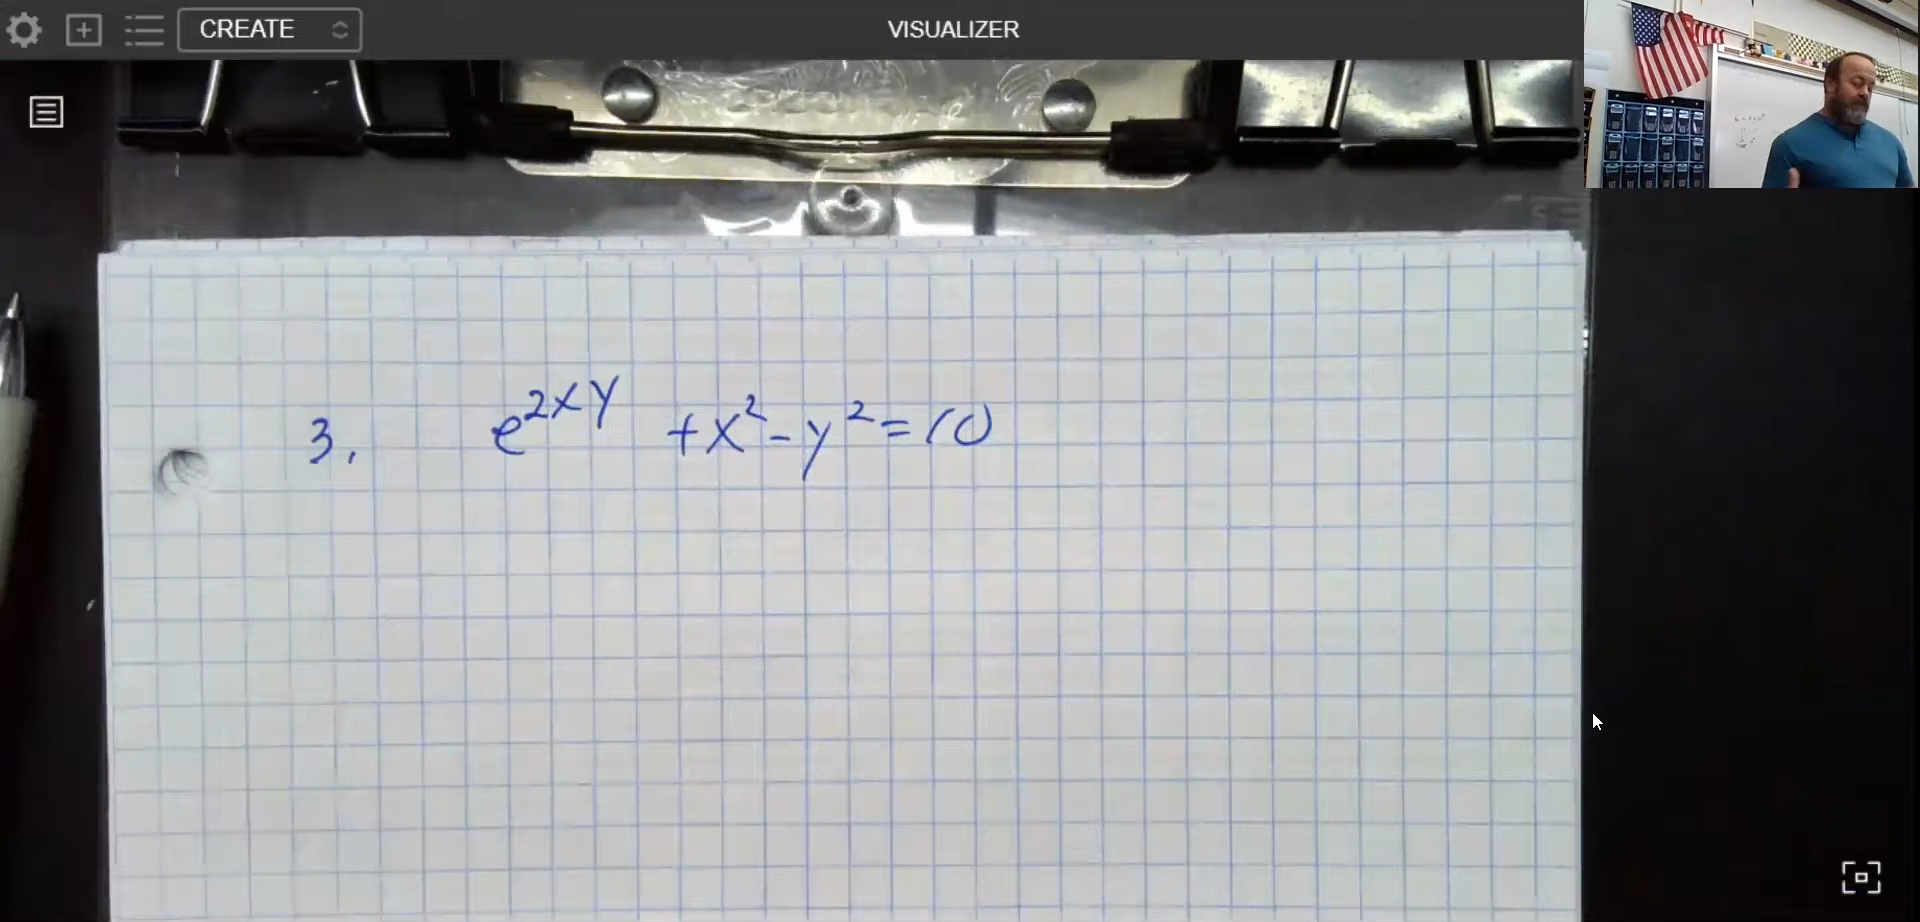 CREATE
VISUALIZER
3. e^{2xy} + x^2 - y^2 = 10